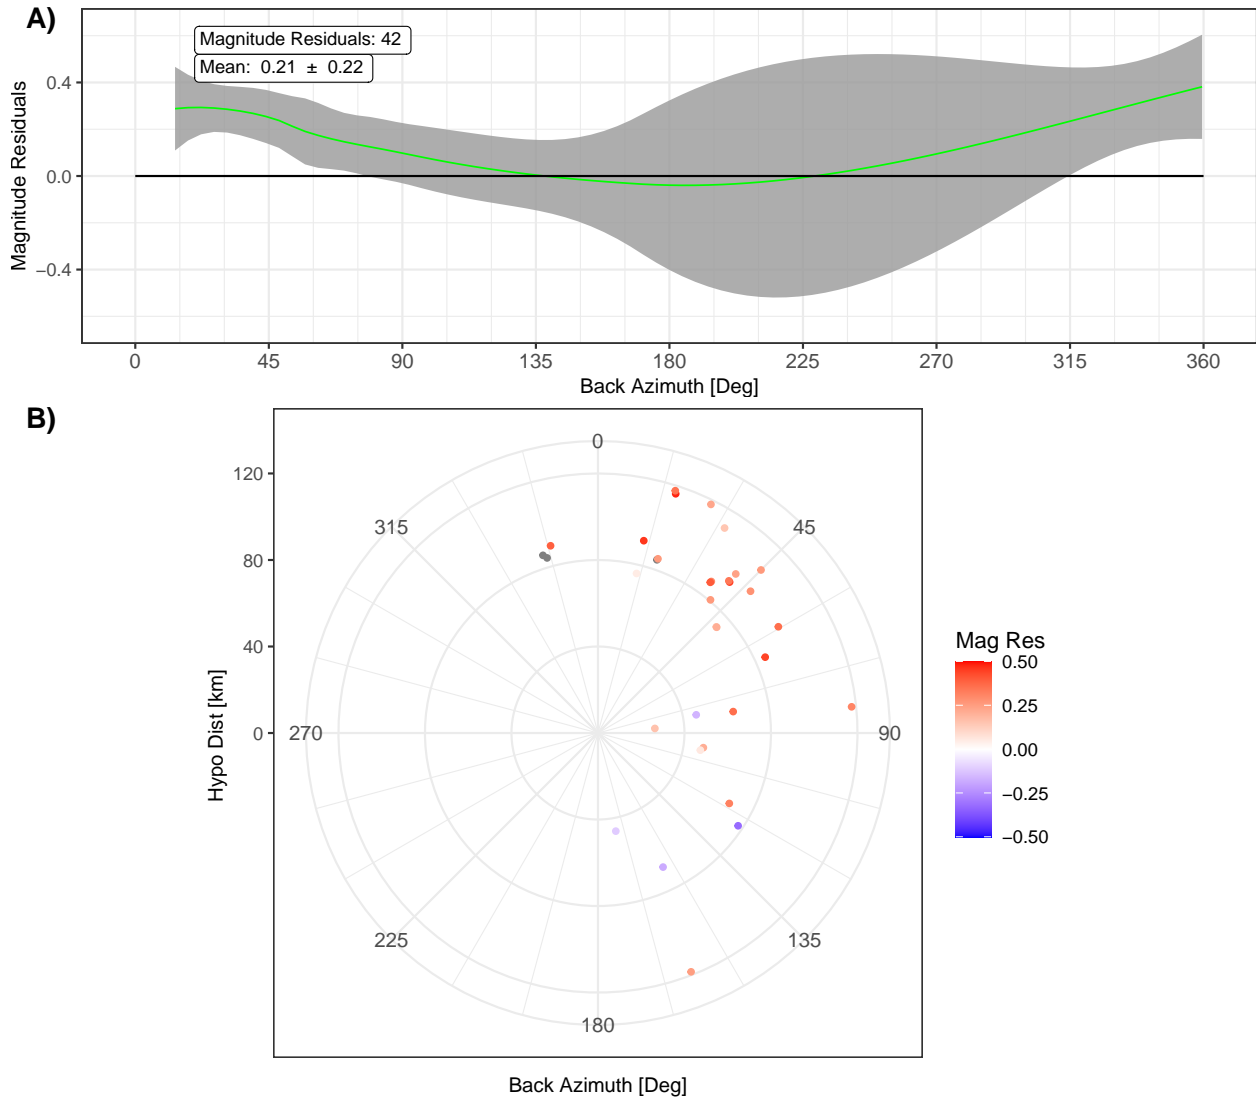 A)
Magnitude Residuals: 42
Mean: 0.21 ± 0.22
Magnitude Residuals
0.4
0.0
−0.4
0 45 90 135 180 225 270 315 360
Back Azimuth [Deg]
B)
Hypo Dist [km]
120
80
40
0
0
45
90
135
180
225
270
315
Back Azimuth [Deg]
Mag Res
0.50
0.25
0.00
−0.25
−0.50